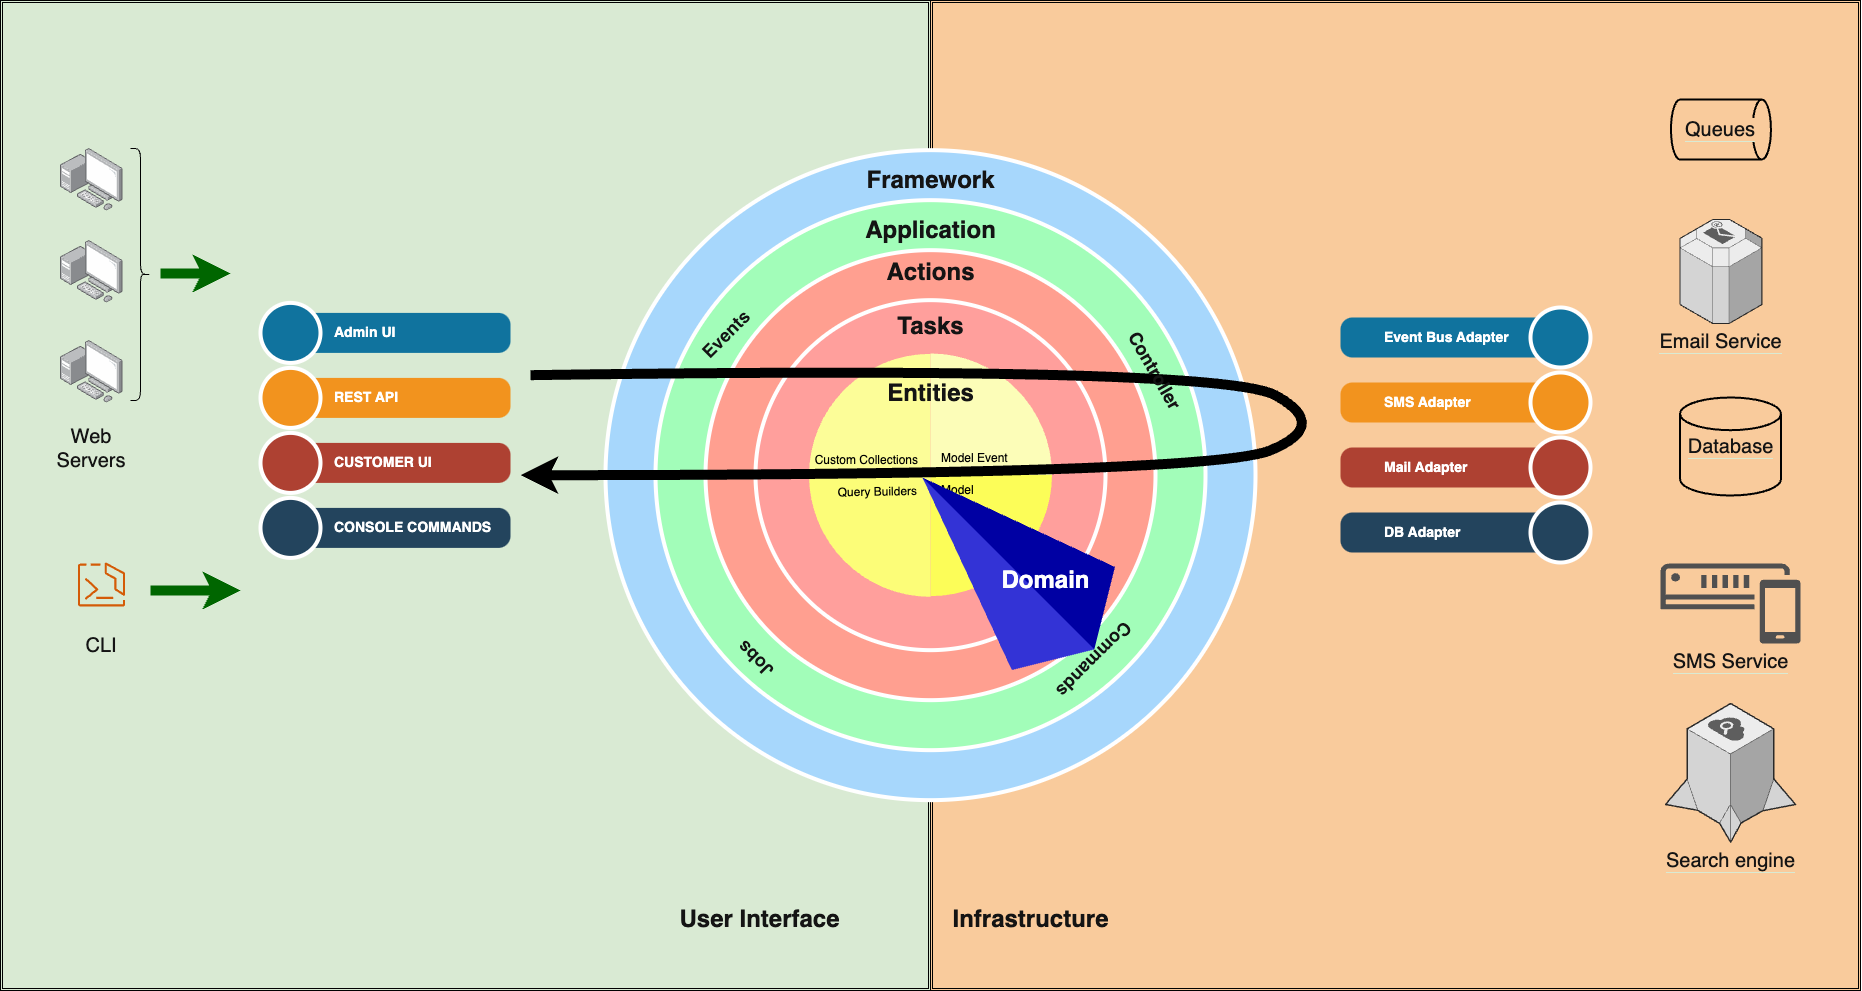 Framework
Application
Actions
Tasks
Entities
Events
Controller
Jobs
Commands
Custom Collections
Model Event
Query Builders
Model
Domain
Web
Servers
CLI
Admin UI
REST API
CUSTOMER UI
CONSOLE COMMANDS
Event Bus Adapter
SMS Adapter
Mail Adapter
DB Adapter
Queues
Email Service
Database
SMS Service
Search engine
User Interface
Infrastructure